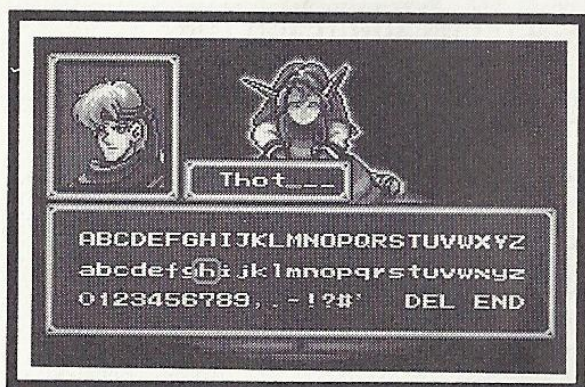 Thot___
ABCDEFGHIJKLMNOPQRSTUVWXYZ
abcdefghijklmnopqrstuvwxyz
0123456789,.-!?#' DEL END